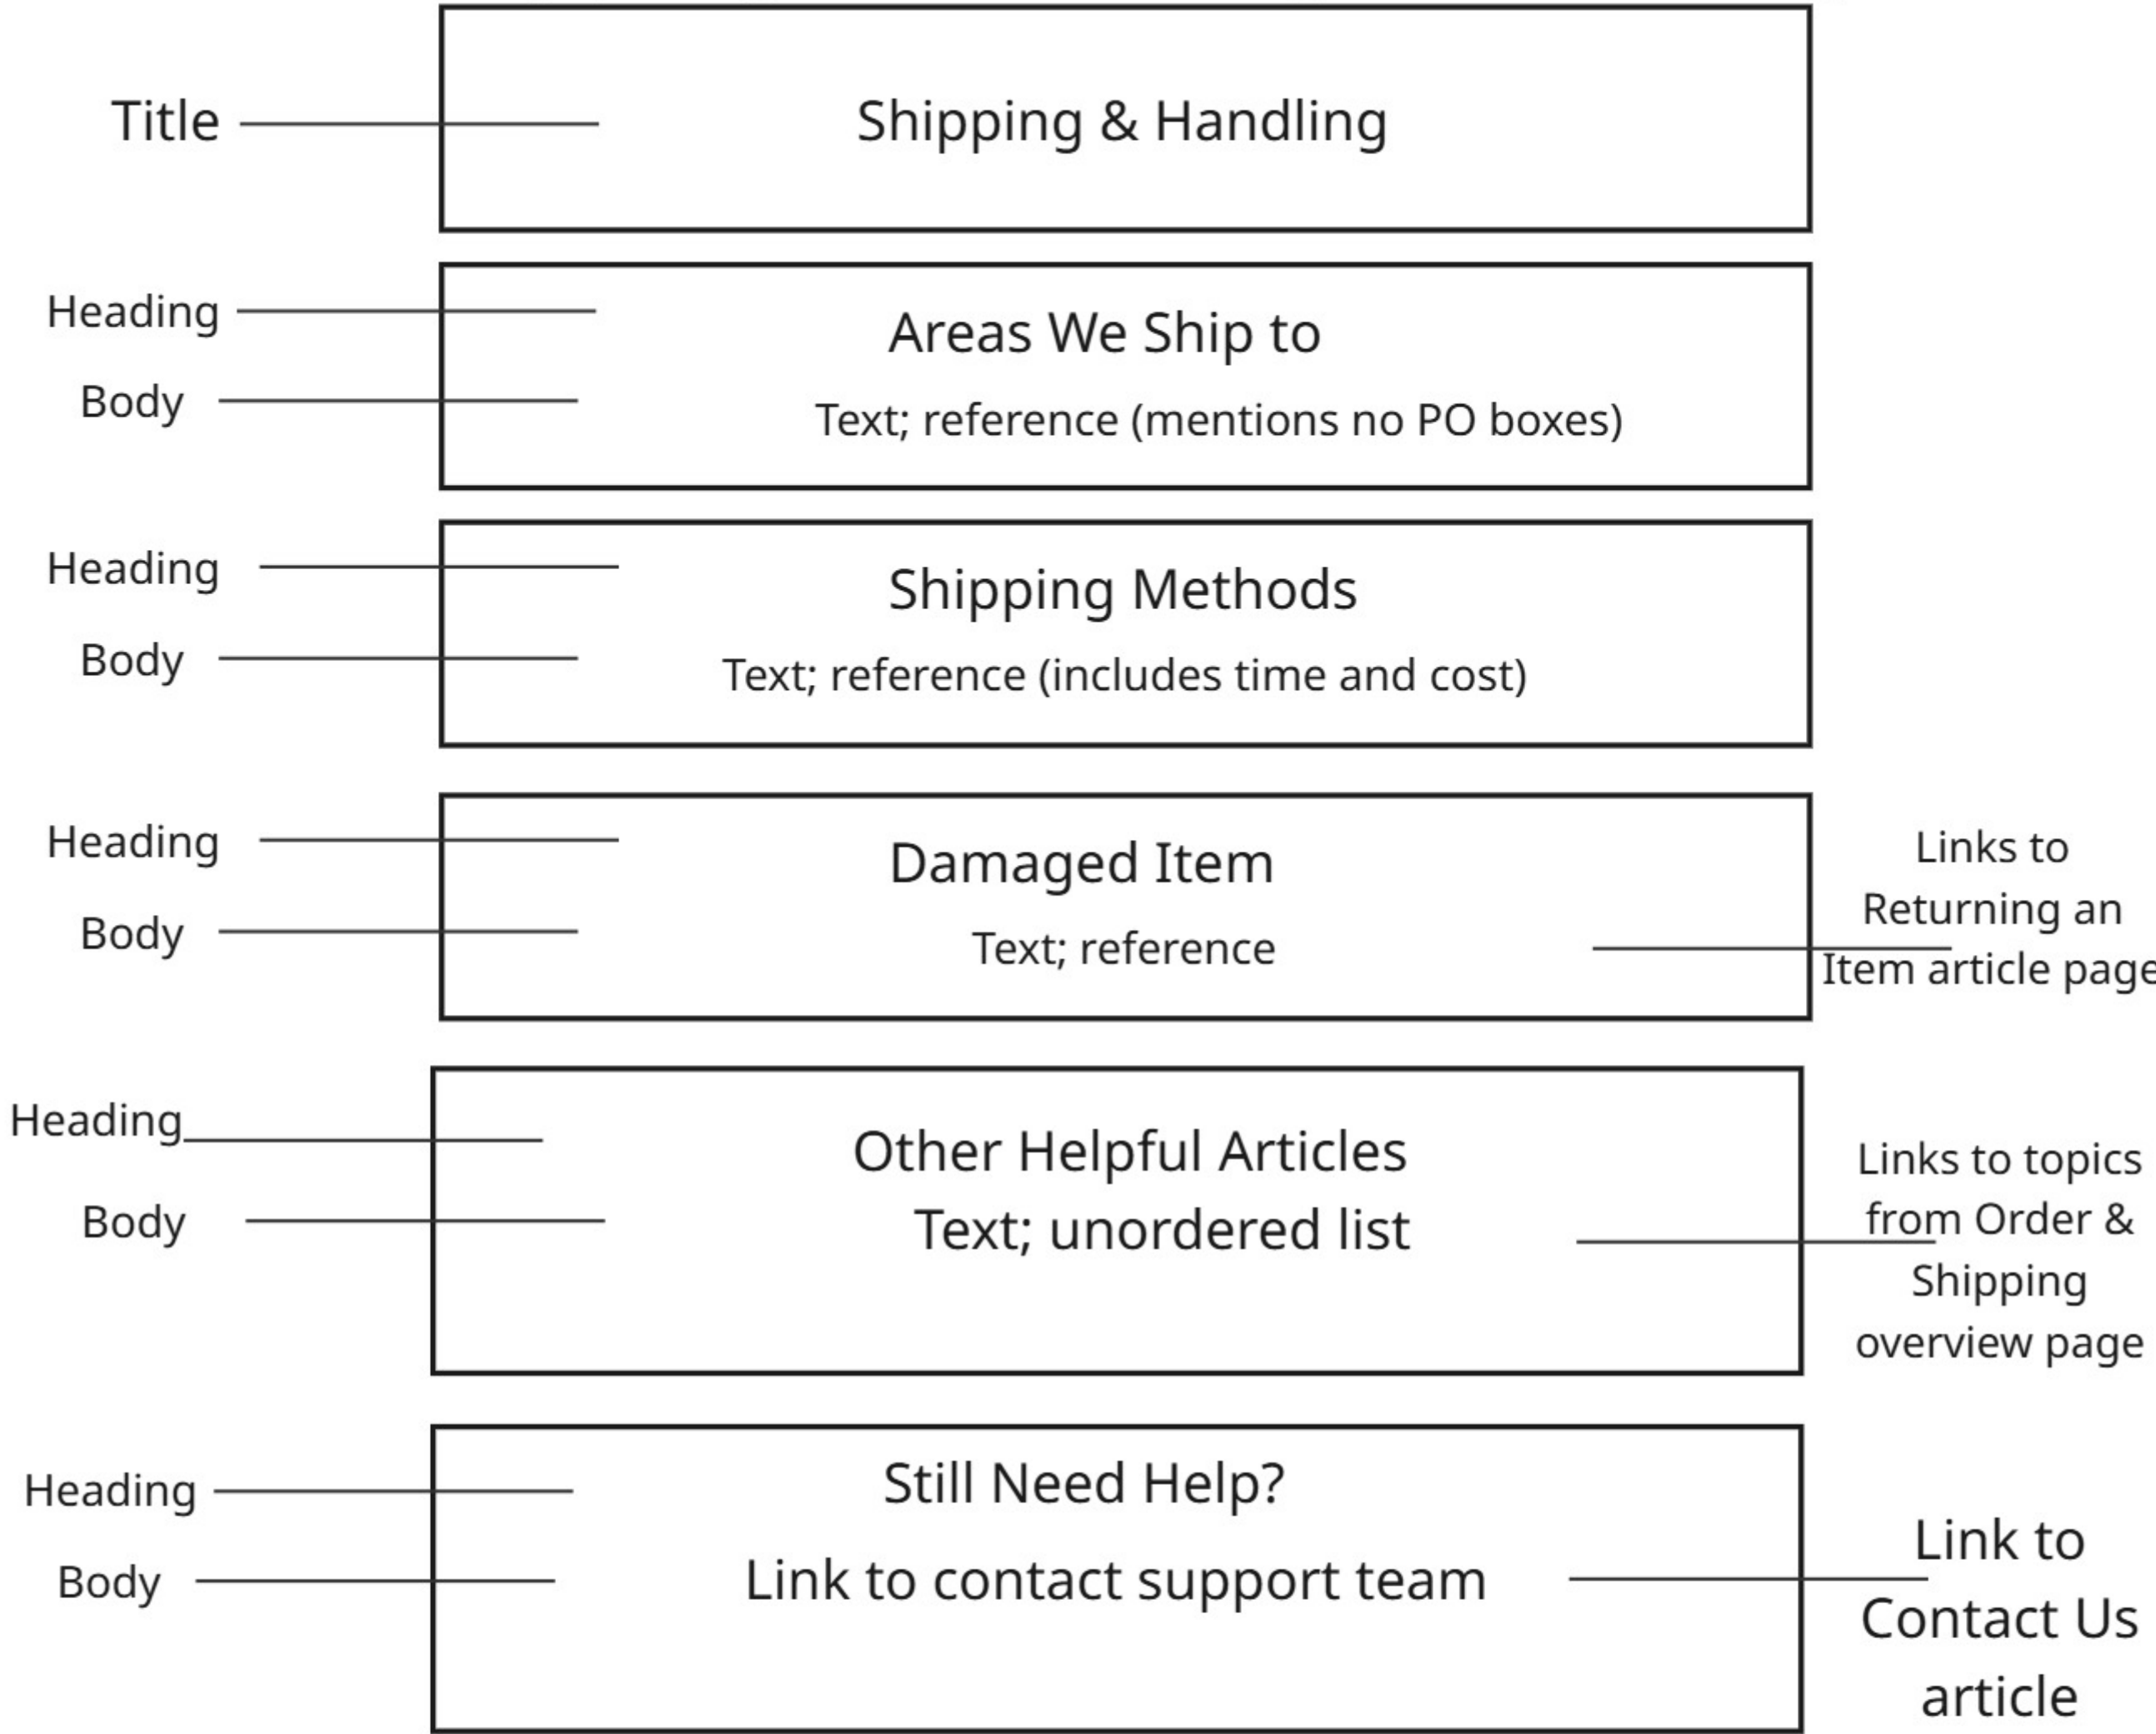 Title
Shipping & Handling
Heading
Areas We Ship to
Body
Text; reference (mentions no PO boxes)
Heading
Shipping Methods
Body
Text; reference (includes time and cost)
Heading
Damaged Item
Body
Text; reference
Links to
Returning an
Item article page
Heading
Other Helpful Articles
Body
Text; unordered list
Links to topics
from Order &
Shipping
overview page
Heading
Still Need Help?
Body
Link to contact support team
Link to
Contact Us
article